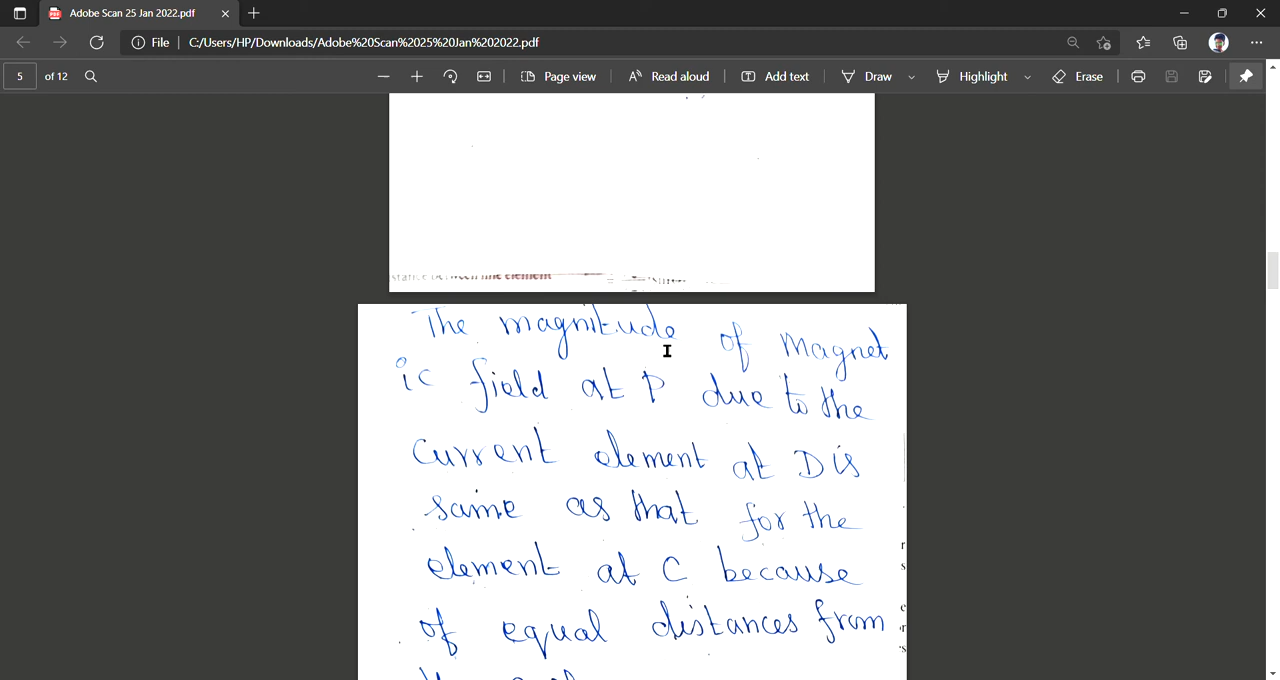 Adobe Scan 25 Jan 2022.pdf
File C:/Users/HP/Downloads/Adobe%20Scan%2025%20Jan%202022.pdf
5 of 12 Page view Read aloud Add text Draw Highlight Erase
line element
The magnitude of Magnet
ic field at P due to the
current element at D is
same as that for the
element at C because
of equal distances from